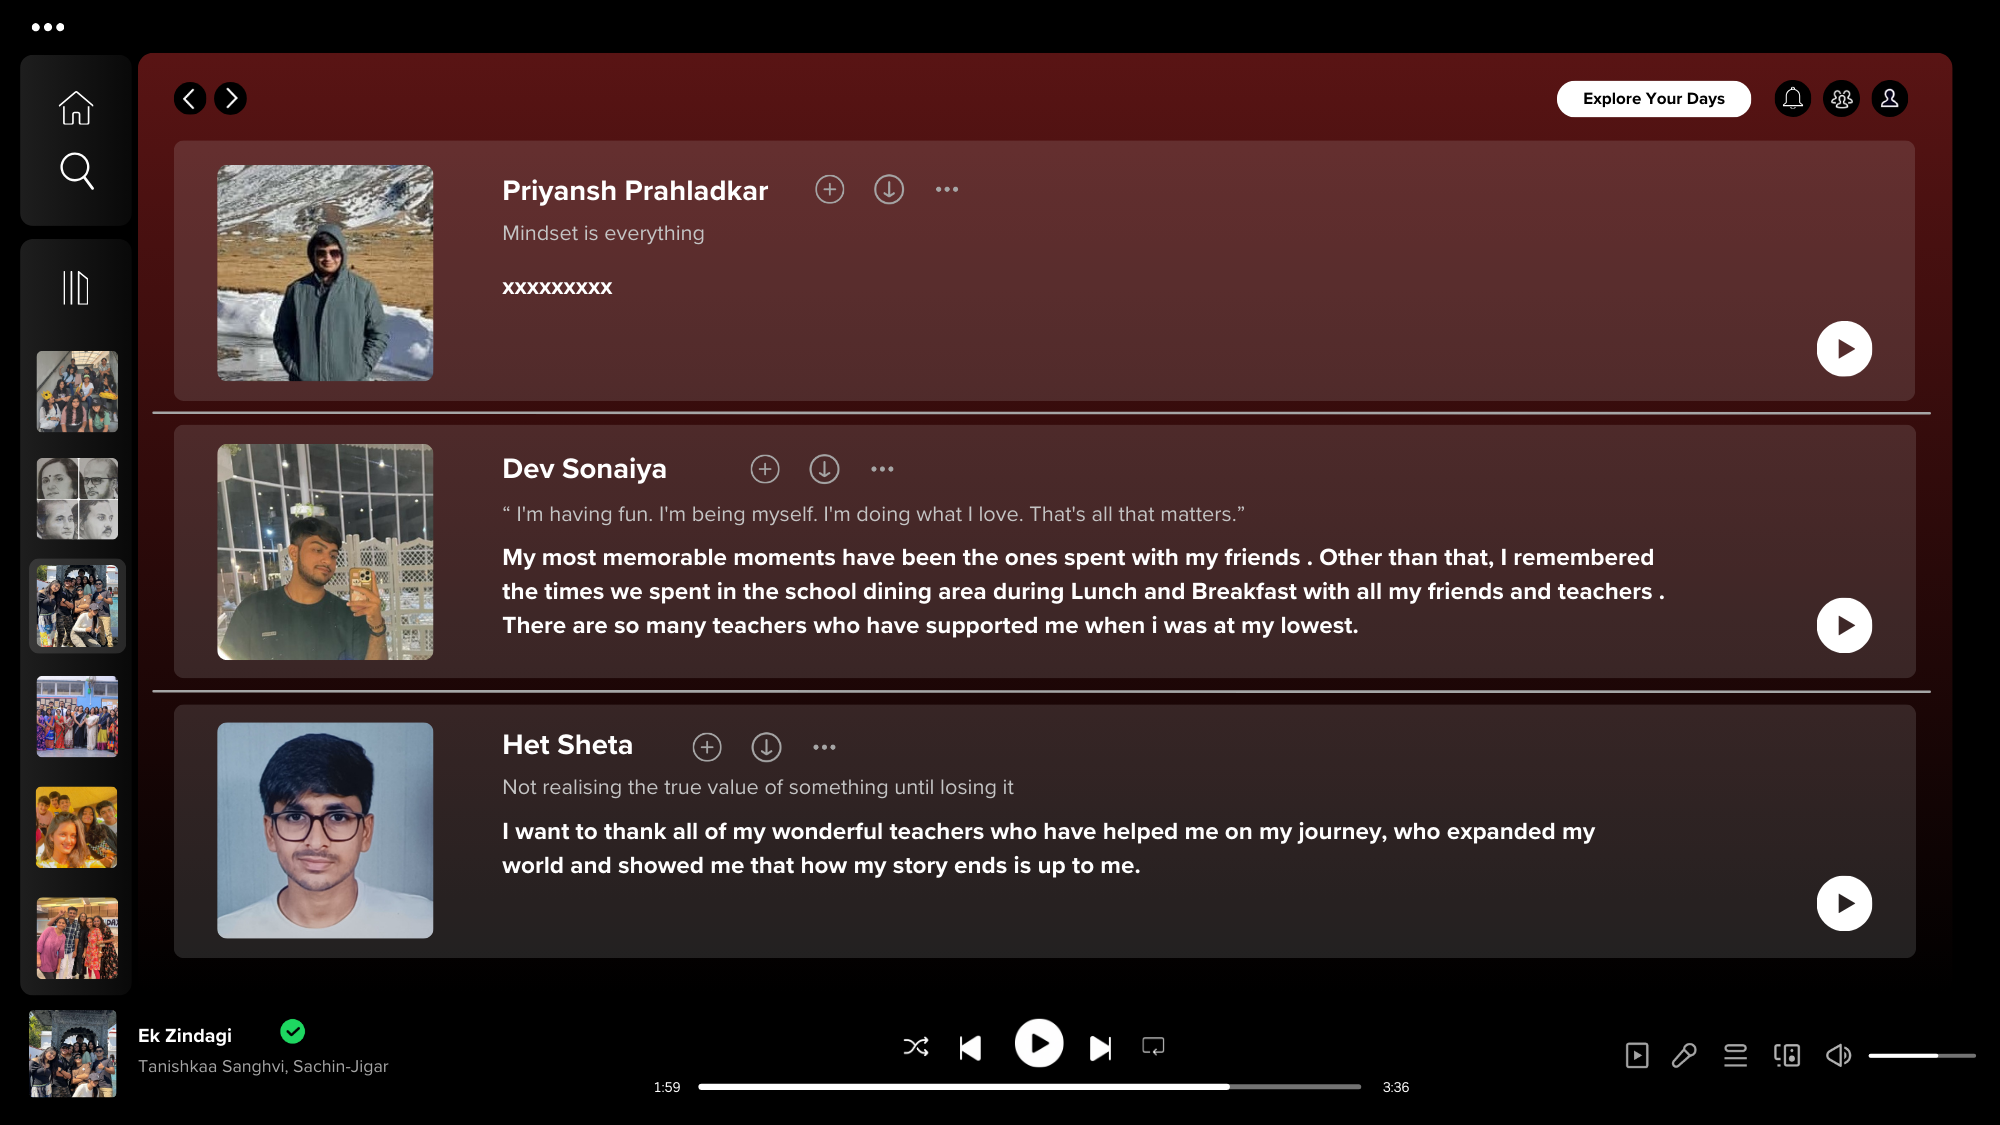 Explore Your Days
Priyansh Prahladkar
Mindset is everything
xxxxxxxxx
Dev Sonaiya
“ I'm having fun. I'm being myself. I'm doing what I love. That's all that matters.”
My most memorable moments have been the ones spent with my friends . Other than that, I remembered
the times we spent in the school dining area during Lunch and Breakfast with all my friends and teachers .
There are so many teachers who have supported me when i was at my lowest.
Het Sheta
Not realising the true value of something until losing it
I want to thank all of my wonderful teachers who have helped me on my journey, who expanded my
world and showed me that how my story ends is up to me.
Ek Zindagi
Tanishkaa Sanghvi, Sachin-Jigar
1:59
3:36